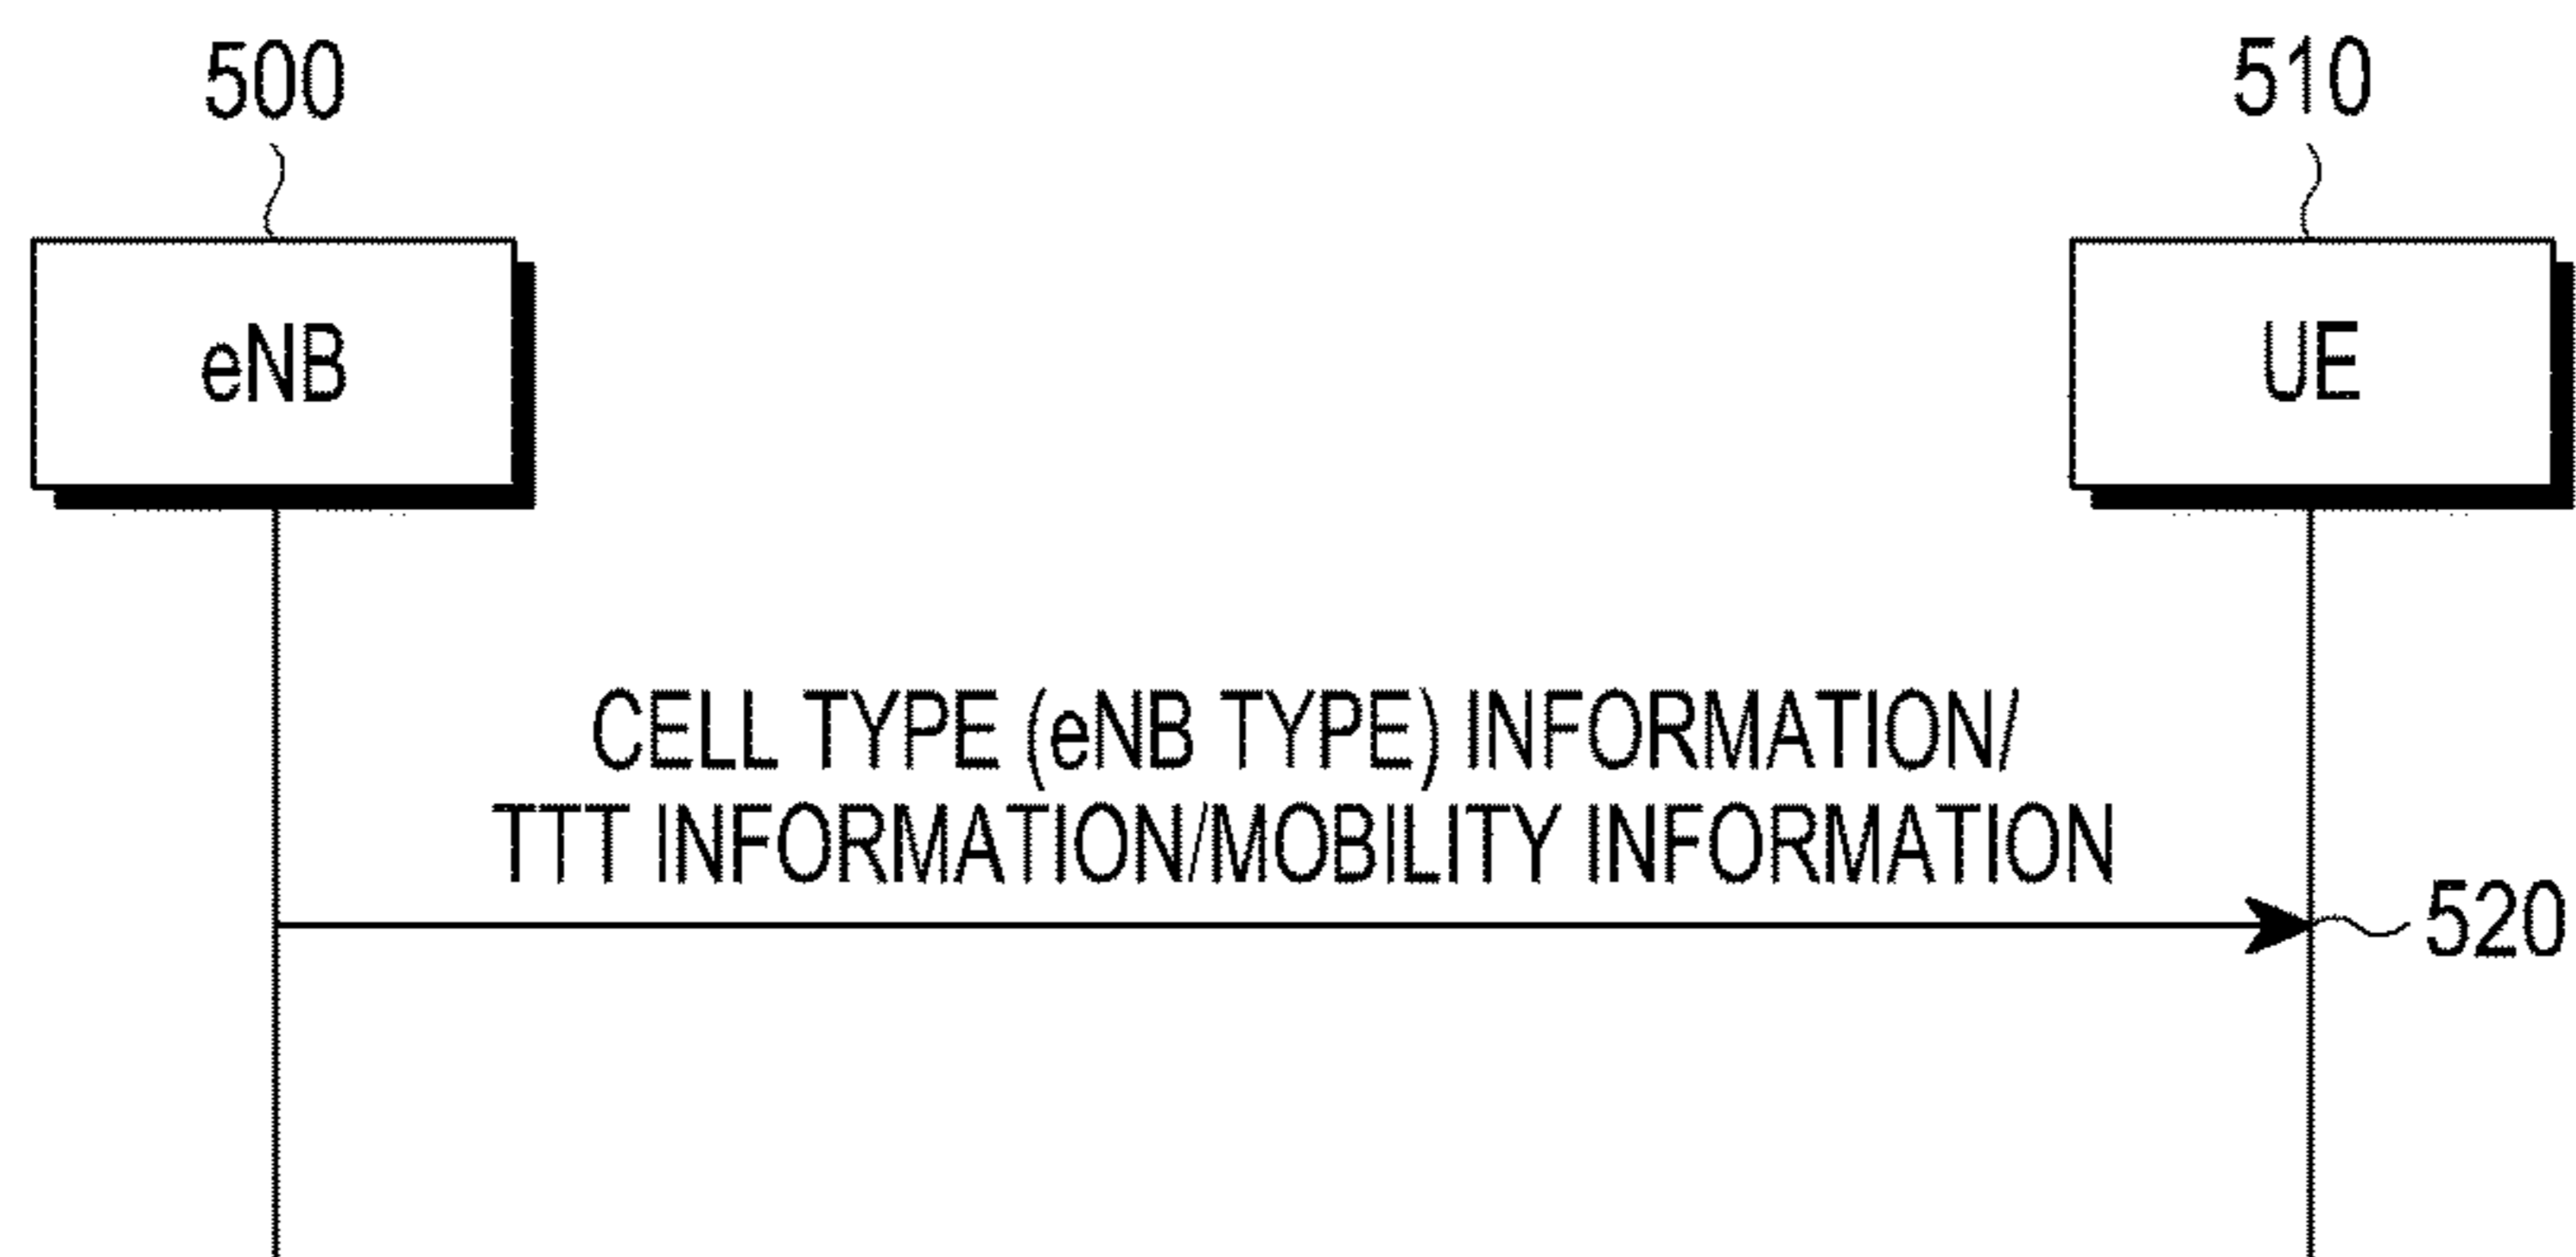 500
510
eNB
UE
CELL TYPE (eNB TYPE) INFORMATION/
TTT INFORMATION/MOBILITY INFORMATION
520